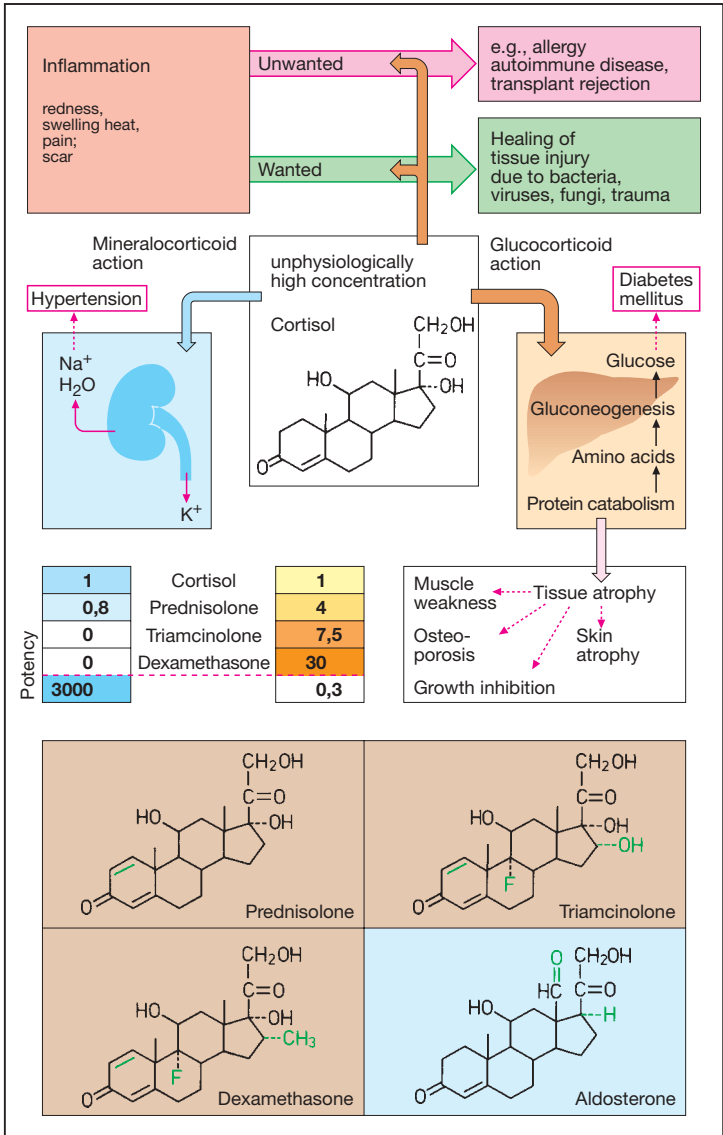 Inflammation
redness,
swelling heat,
pain;
scar
Unwanted
e.g., allergy
autoimmune disease,
transplant rejection
Wanted
Healing of
tissue injury
due to bacteria,
viruses, fungi, trauma
Mineralocorticoid
action
unphysiologically
high concentration
Cortisol
Glucocorticoid
action
Hypertension
Diabetes
mellitus
Na+
H2O
K+
CH2OH
C=O
HO
OH
O
Glucose
Gluconeogenesis
Amino acids
Protein catabolism
Potency
1 Cortisol 1
0,8 Prednisolone 4
0 Triamcinolone 7,5
0 Dexamethasone 30
3000 0,3
Muscle
weakness
Tissue atrophy
Osteo-
porosis
Skin
atrophy
Growth inhibition
CH2OH
C=O
HO
OH
O
Prednisolone
CH2OH
C=O
HO
OH
OH
F
O
Triamcinolone
CH2OH
C=O
HO
OH
CH3
F
O
Dexamethasone
O CH2OH
HC C=O
HO
H
O
Aldosterone